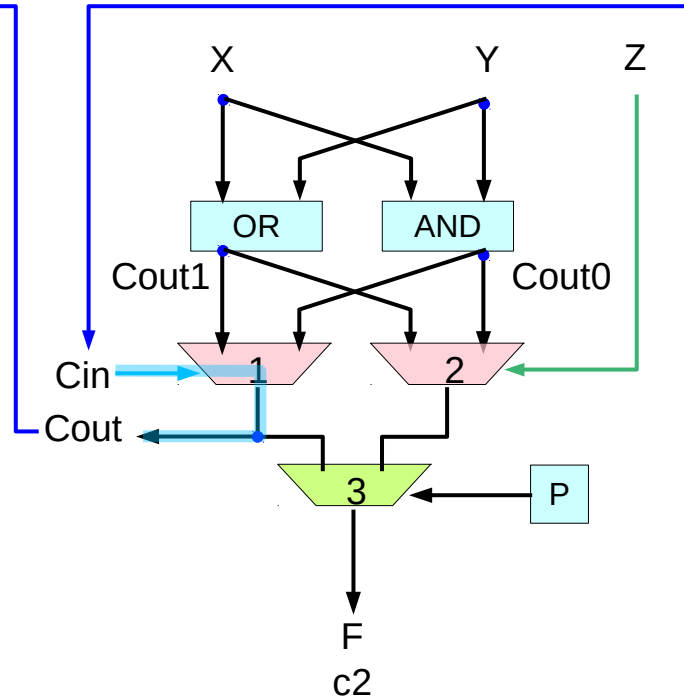 X Y Z
OR AND
Cout1 Cout0
Cin 1 2
Cout
3 P
F
c2